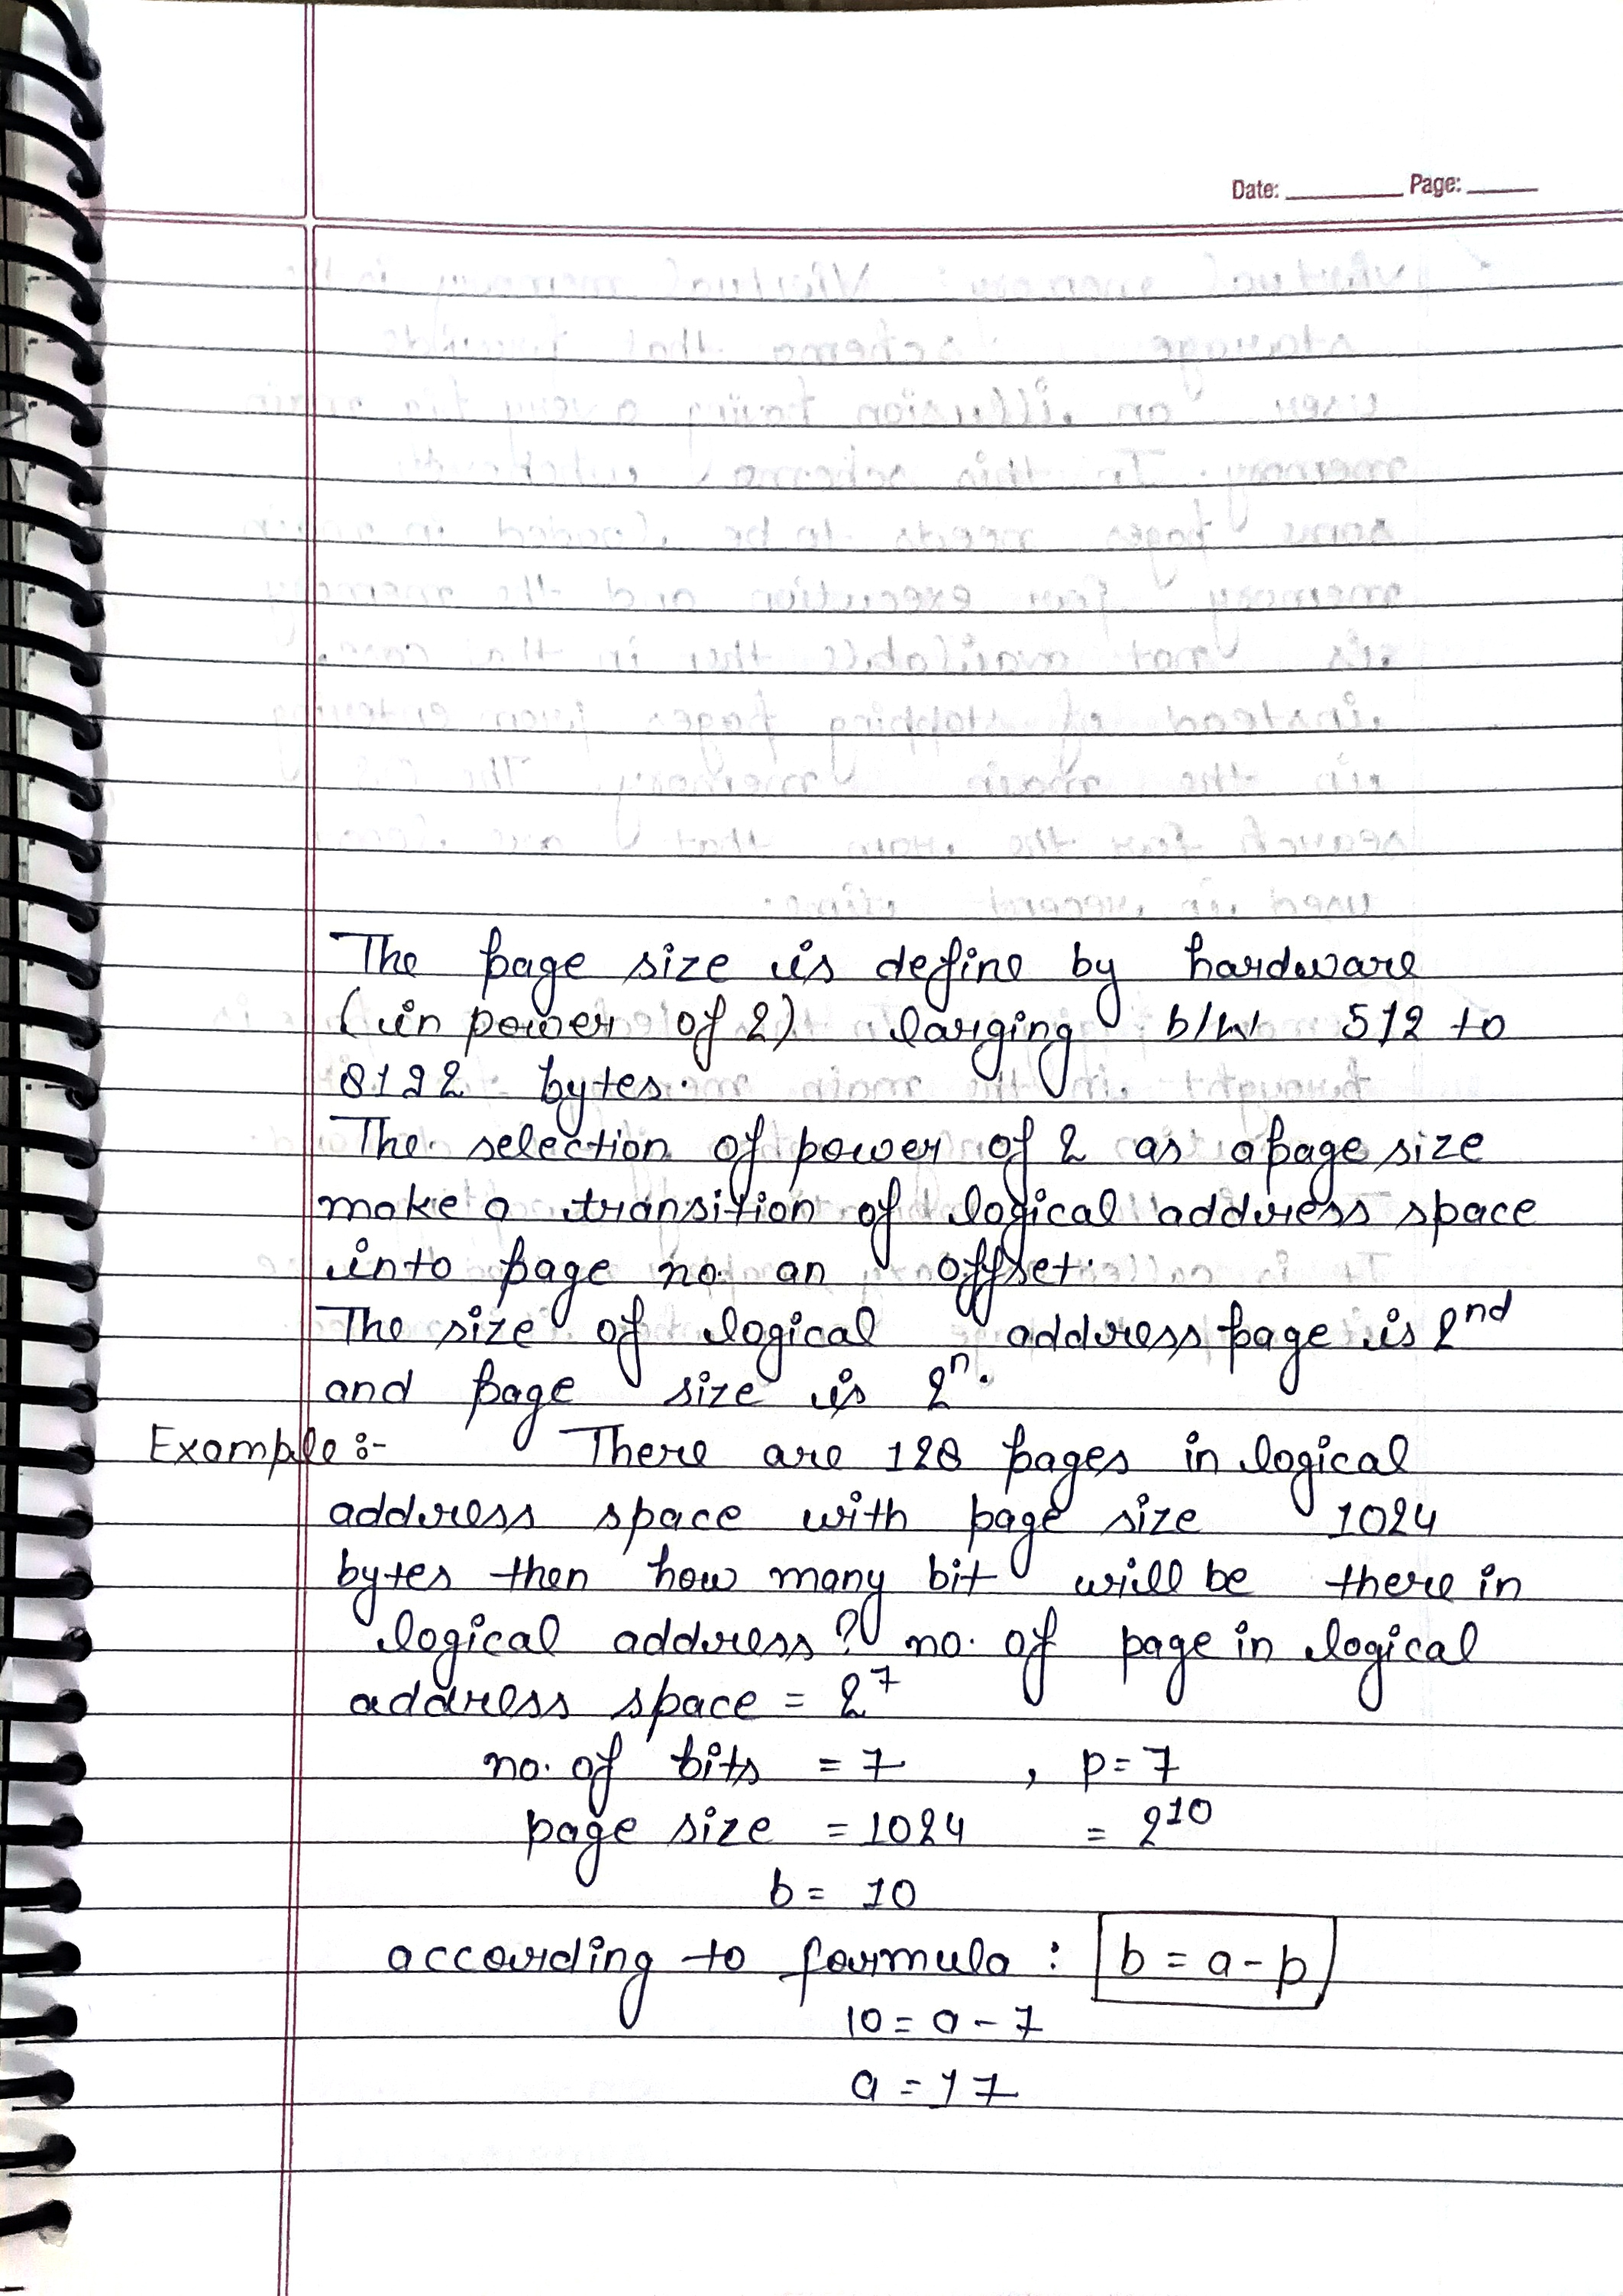 Date: Page:
The page size is define by hardware
(in power of 2) larging b/w 512 to
8122 bytes.
The selection of power of 2 as a page size
make a transition of logical address space
into page no. an offset.
The size of logical address page is 2^nd
and page size is 2^n.
Example :- There are 128 pages in logical
address space with page size 1024
bytes then how many bit will be there in
logical address? no. of page in logical
address space = 2^7
no. of bits = 7 , p = 7
page size = 1024 = 2^10
b = 10
according to formula : b = a - p
10 = a - 7
a = 17